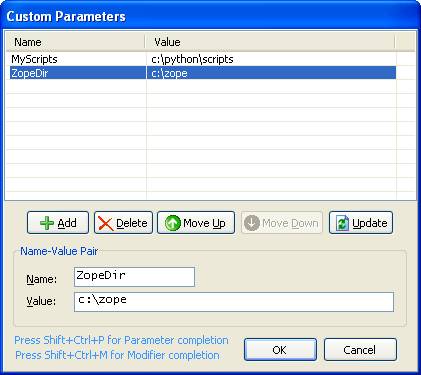 Custom Parameters
Name Value
MyScripts c:\python\scripts
ZopeDir c:\zope
Add Delete Move Up Move Down Update
Name-Value Pair
Name: ZopeDir
Value: c:\zope
Press Shift+Ctrl+P for Parameter completion
Press Shift+Ctrl+M for Modifier completion
OK Cancel